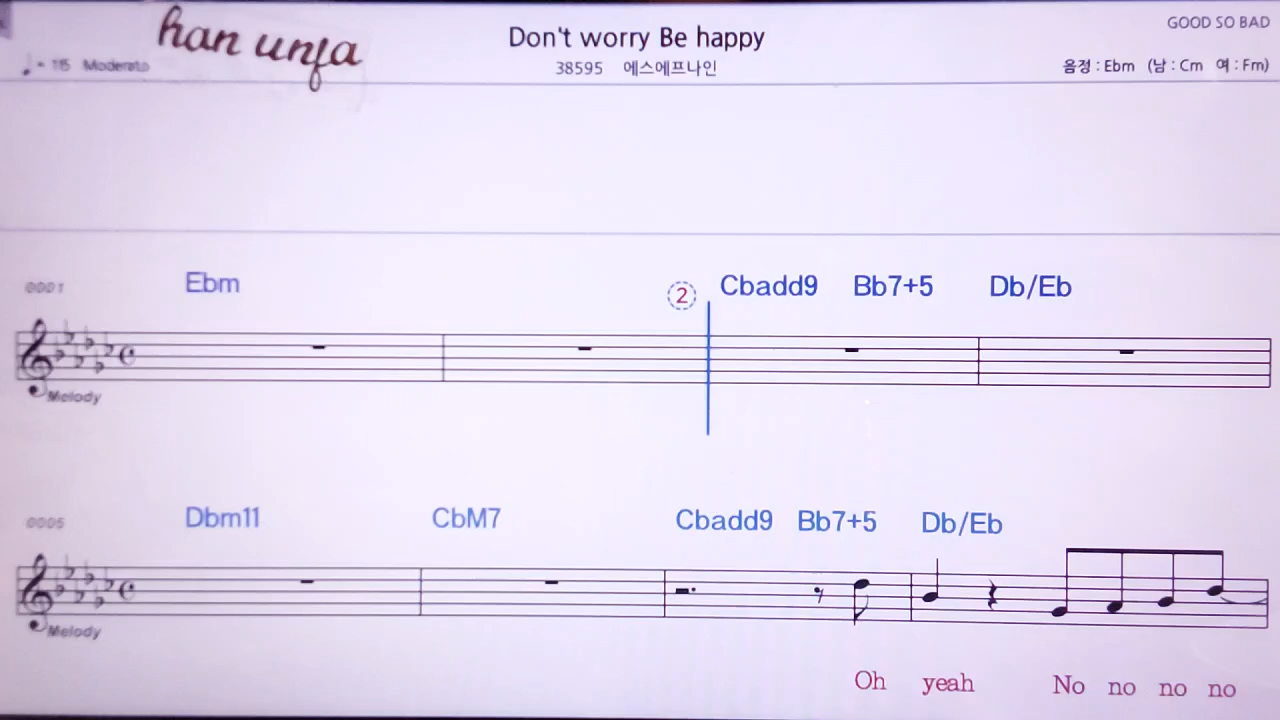 han unfa
Don't worry Be happy
GOOD SO BAD
♩ = 115 Moderato
38595 에스에프나인
음정 : Ebm (남 : Cm 여 : Fm)
0001 Ebm ② Cbadd9 Bb7+5 Db/Eb
Melody
0005 Dbm11 CbM7 Cbadd9 Bb7+5 Db/Eb
Melody
Oh yeah No no no no